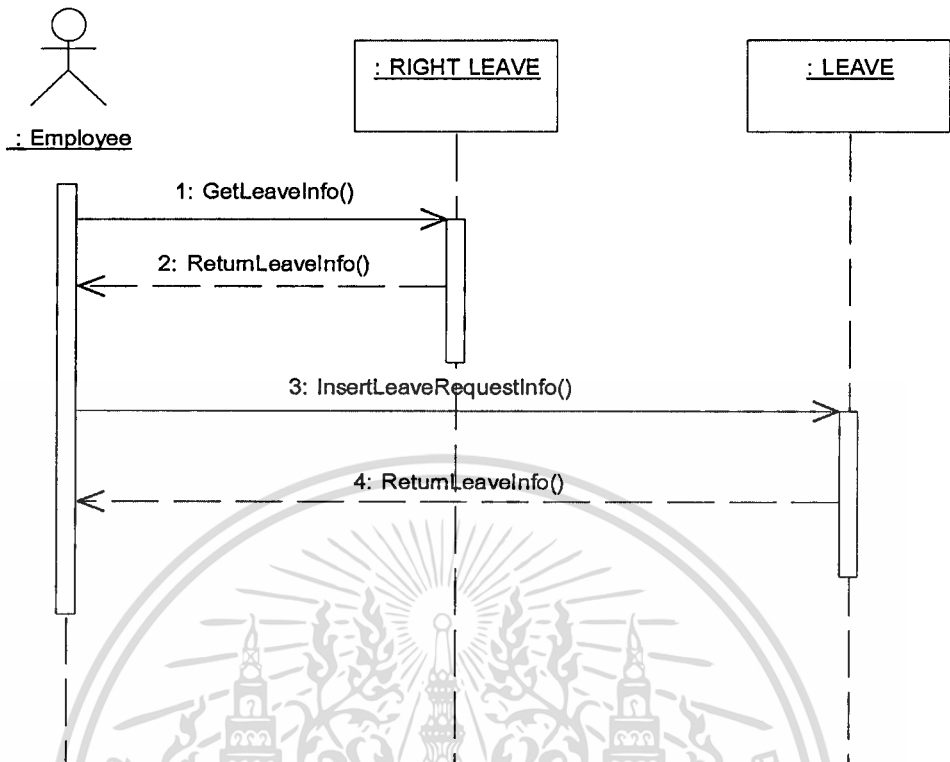 : RIGHT LEAVE
: LEAVE
: Employee
1: GetLeaveInfo()
2: ReturnLeaveInfo()
3: InsertLeaveRequestInfo()
4: ReturnLeaveInfo()